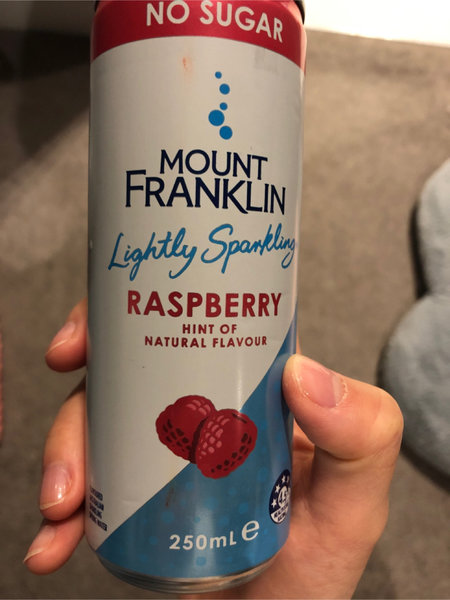 NO SUGAR
MOUNT
FRANKLIN
Lightly Sparkling
RASPBERRY
HINT OF
NATURAL FLAVOUR
250mL e